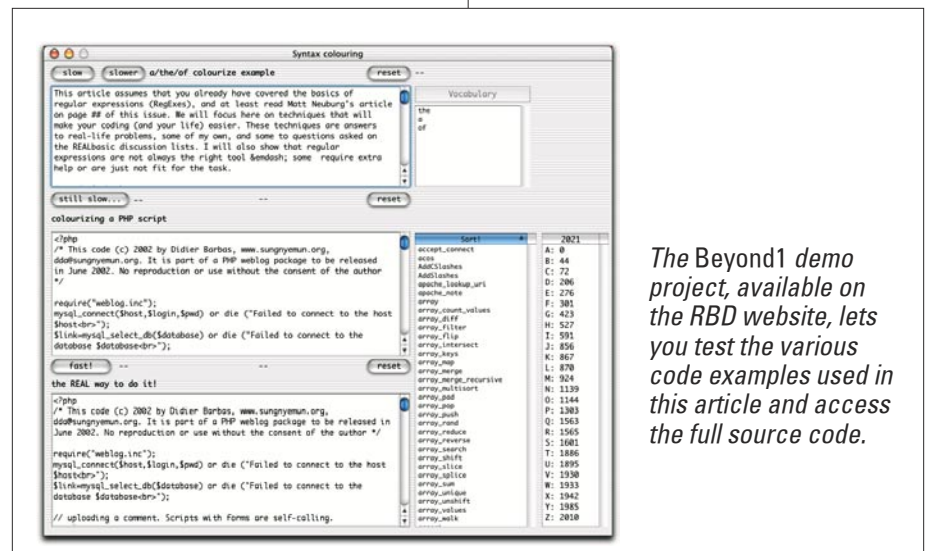 Syntax colouring
slow slower a/the/of colourize example reset --
This article assumes that you already have covered the basics of
regular expressions (RegExes), and at least read Matt Neuburg's article
on page ## of this issue. We will focus here on techniques that will
make your coding (and your life) easier. These techniques are answers
to real-life problems, some of my own, and some to questions asked on
the REALbasic discussion lists. I will also show that regular
expressions are not always the right tool &endash; some require extra
help or are just not fit for the task.
Vocabulary
the
a
of
still slow... -- -- reset
colourizing a PHP script
<?php
/* This code (c) 2002 by Didier Barbas, www.sungnyemun.org,
dda@sungnyemun.org. It is part of a PHP weblog package to be released
in June 2002. No reproduction or use without the consent of the author
*/
require("weblog.inc");
mysql_connect($host,$login,$pwd) or die ("Failed to connect to the host
$host<br>");
$link=mysql_select_db($database) or die ("Failed to connect to the
database $database<br>");
fast! -- -- reset
the REAL way to do it!
<?php
/* This code (c) 2002 by Didier Barbas, www.sungnyemun.org,
dda@sungnyemun.org. It is part of a PHP weblog package to be released in
June 2002. No reproduction or use without the consent of the author */
require("weblog.inc");
mysql_connect($host,$login,$pwd) or die ("Failed to connect to the host
$host<br>");
$link=mysql_select_db($database) or die ("Failed to connect to the
database $database<br>");
// uploading a comment. Scripts with forms are self-calling.
Sort!
accept_connect
acos
AddCSlashes
AddSlashes
apache_lookup_uri
apache_note
array
array_count_values
array_diff
array_filter
array_flip
array_intersect
array_keys
array_map
array_merge
array_merge_recursive
array_multisort
array_pad
array_pop
array_push
array_rand
array_reduce
array_reverse
array_search
array_shift
array_slice
array_splice
array_sum
array_unique
array_unshift
array_values
array_walk
2021
A: 0
B: 44
C: 72
D: 206
E: 276
F: 301
G: 423
H: 527
I: 591
J: 856
K: 867
L: 870
M: 924
N: 1139
O: 1144
P: 1303
Q: 1563
R: 1565
S: 1601
T: 1886
U: 1895
V: 1930
W: 1933
X: 1942
Y: 1985
Z: 2010
The Beyond1 demo
project, available on
the RBD website, lets
you test the various
code examples used in
this article and access
the full source code.